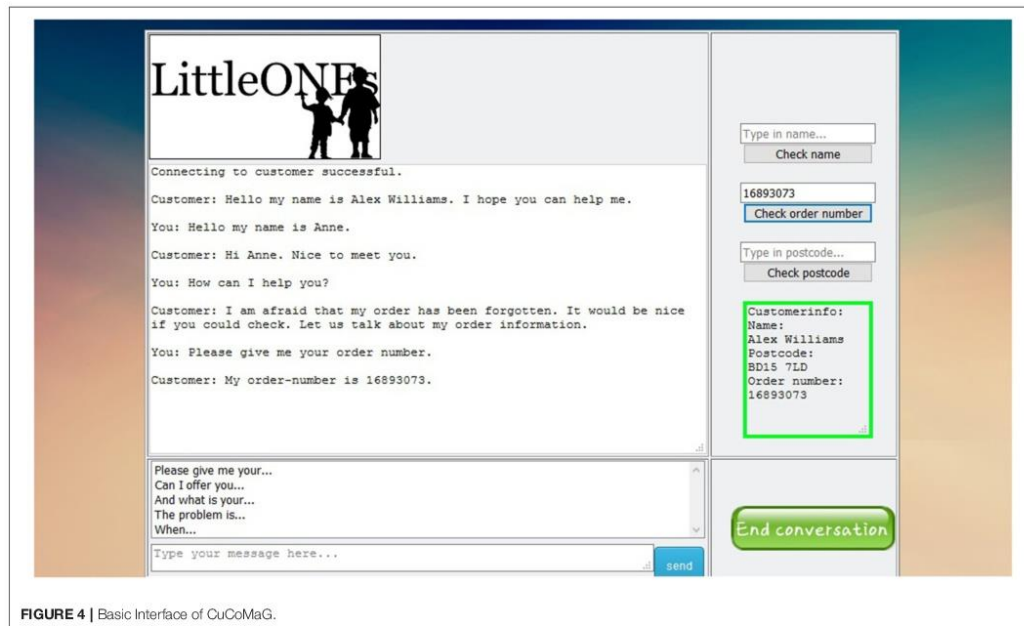 LittleONEs
Connecting to customer successful.
Customer: Hello my name is Alex Williams. I hope you can help me.
You: Hello my name is Anne.
Customer: Hi Anne. Nice to meet you.
You: How can I help you?
Customer: I am afraid that my order has been forgotten. It would be nice
if you could check. Let us talk about my order information.
You: Please give me your order number.
Customer: My order-number is 16893073.
Please give me your...
Can I offer you...
And what is your...
The problem is...
When...
Type your message here...
send
Type in name...
Check name
16893073
Check order number
Type in postcode...
Check postcode
Customerinfo:
Name:
Alex Williams
Postcode:
BD15 7LD
Order number:
16893073
End conversation
FIGURE 4 | Basic Interface of CuCoMaG.